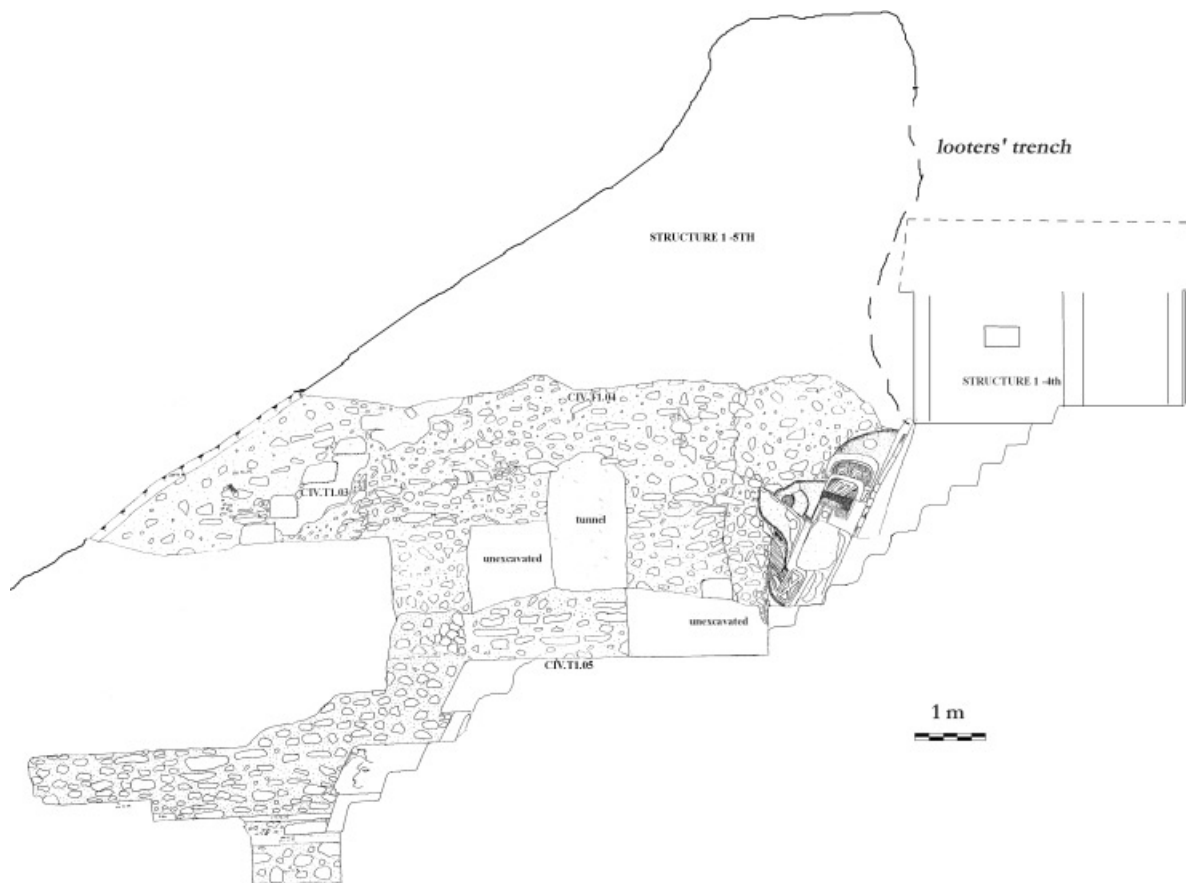 looters' trench
STRUCTURE 1 -5TH
STRUCTURE 1 -4th
CIV.T1.04
CIV.T1.03
tunnel
unexcavated
unexcavated
CIV.T1.05
1 m